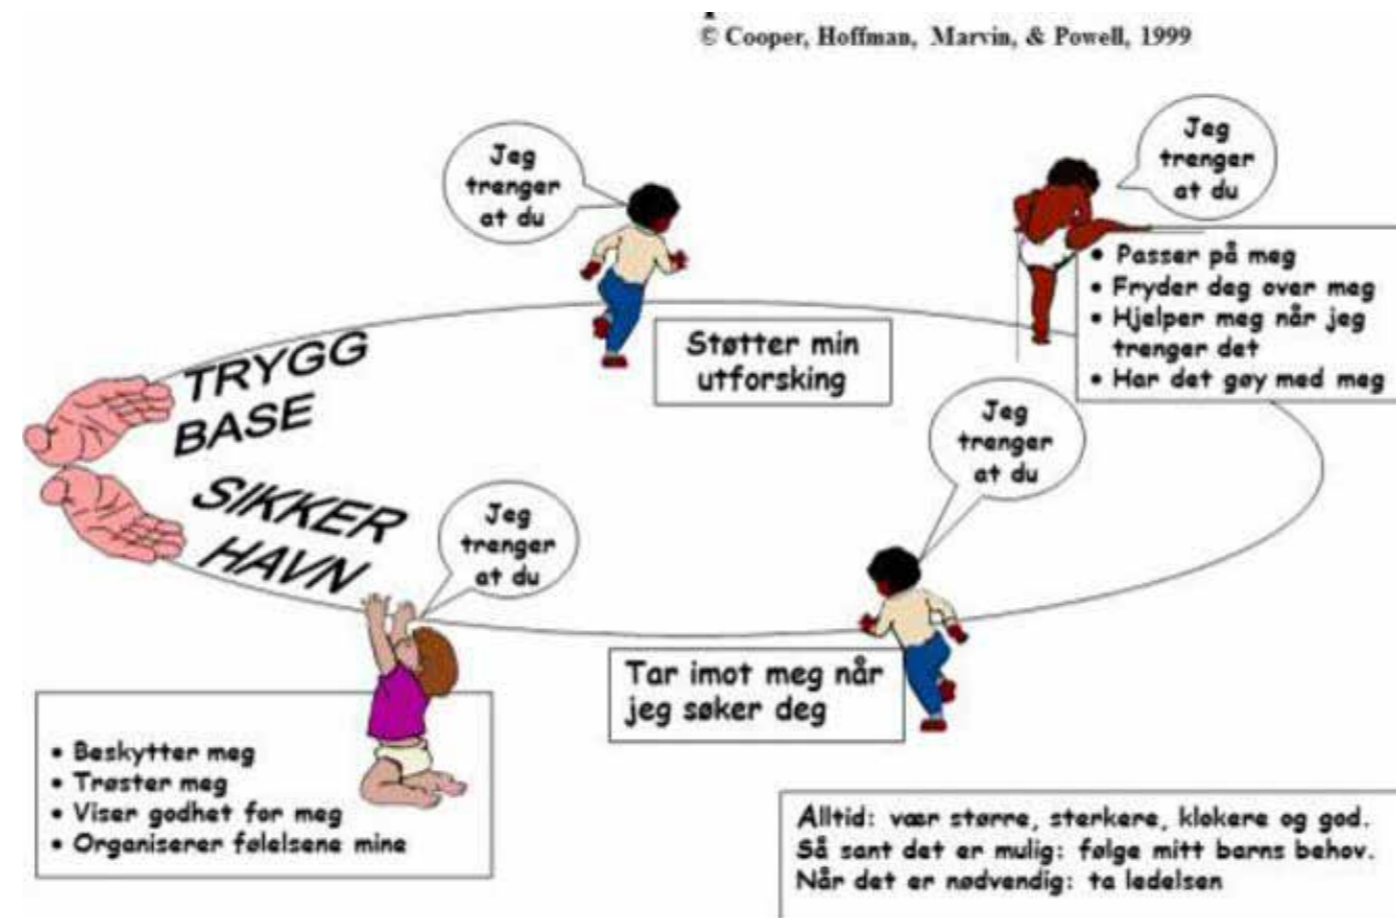 © Cooper, Hoffman, Marvin, & Powell, 1999
Jeg
trenger
at du
Jeg
trenger
at du
• Passer på meg
• Fryder deg over meg
• Hjelper meg når jeg
trenger det
• Har det gøy med meg
Støtter min
utforsking
TRYGG
BASE
SIKKER
HAVN
Jeg
trenger
at du
Jeg
trenger
at du
Tar imot meg når
jeg søker deg
• Beskytter meg
• Trøster meg
• Viser godhet for meg
• Organiserer følelsene mine
Alltid: vær større, sterkere, klokere og god.
Så sant det er mulig: følge mitt barns behov.
Når det er nødvendig: ta ledelsen